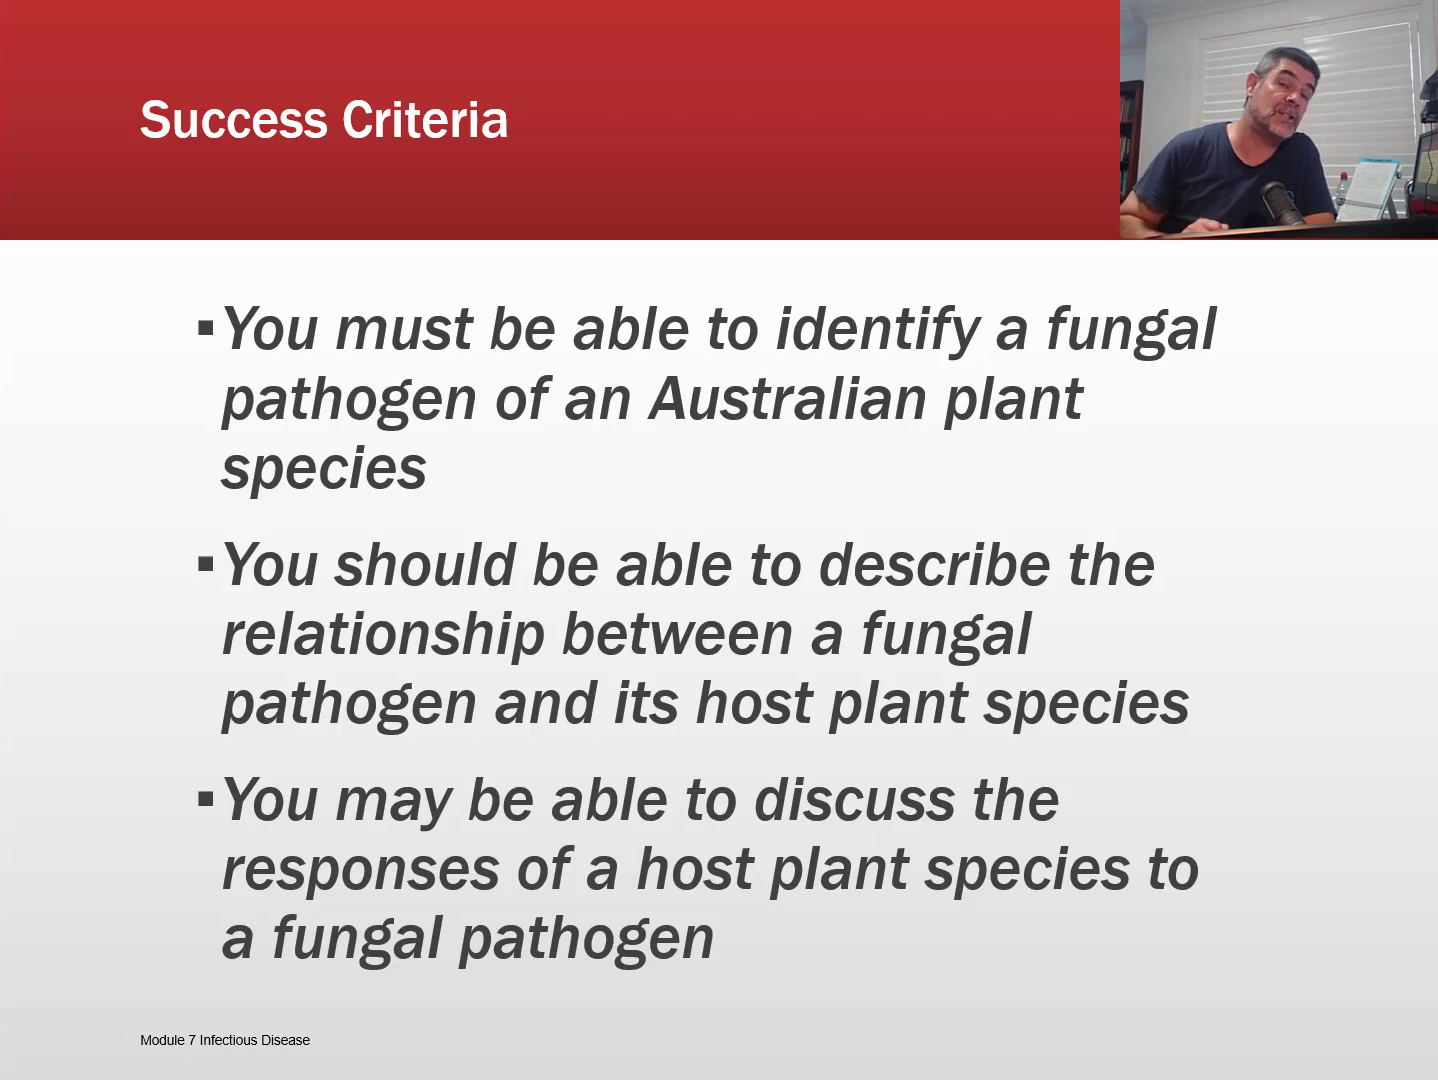 Success Criteria
▪You must be able to identify a fungal
pathogen of an Australian plant
species
▪You should be able to describe the
relationship between a fungal
pathogen and its host plant species
▪You may be able to discuss the
responses of a host plant species to
a fungal pathogen
Module 7 Infectious Disease